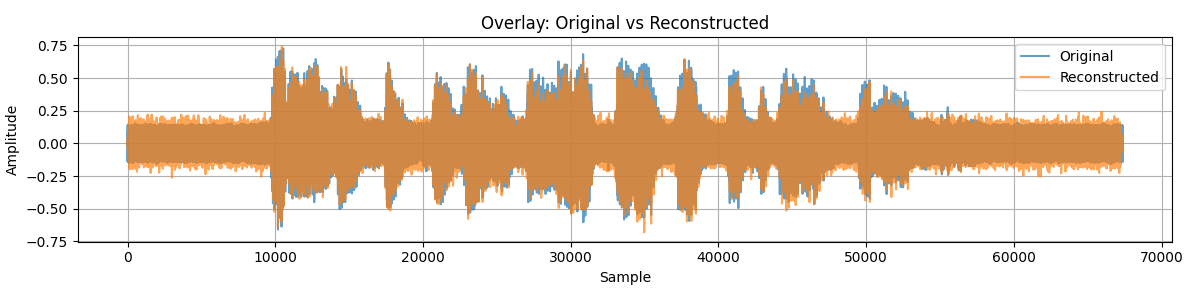 Overlay: Original vs Reconstructed
Amplitude
0.75
0.50
0.25
0.00
−0.25
−0.50
−0.75
Original
Reconstructed
0 10000 20000 30000 40000 50000 60000 70000
Sample